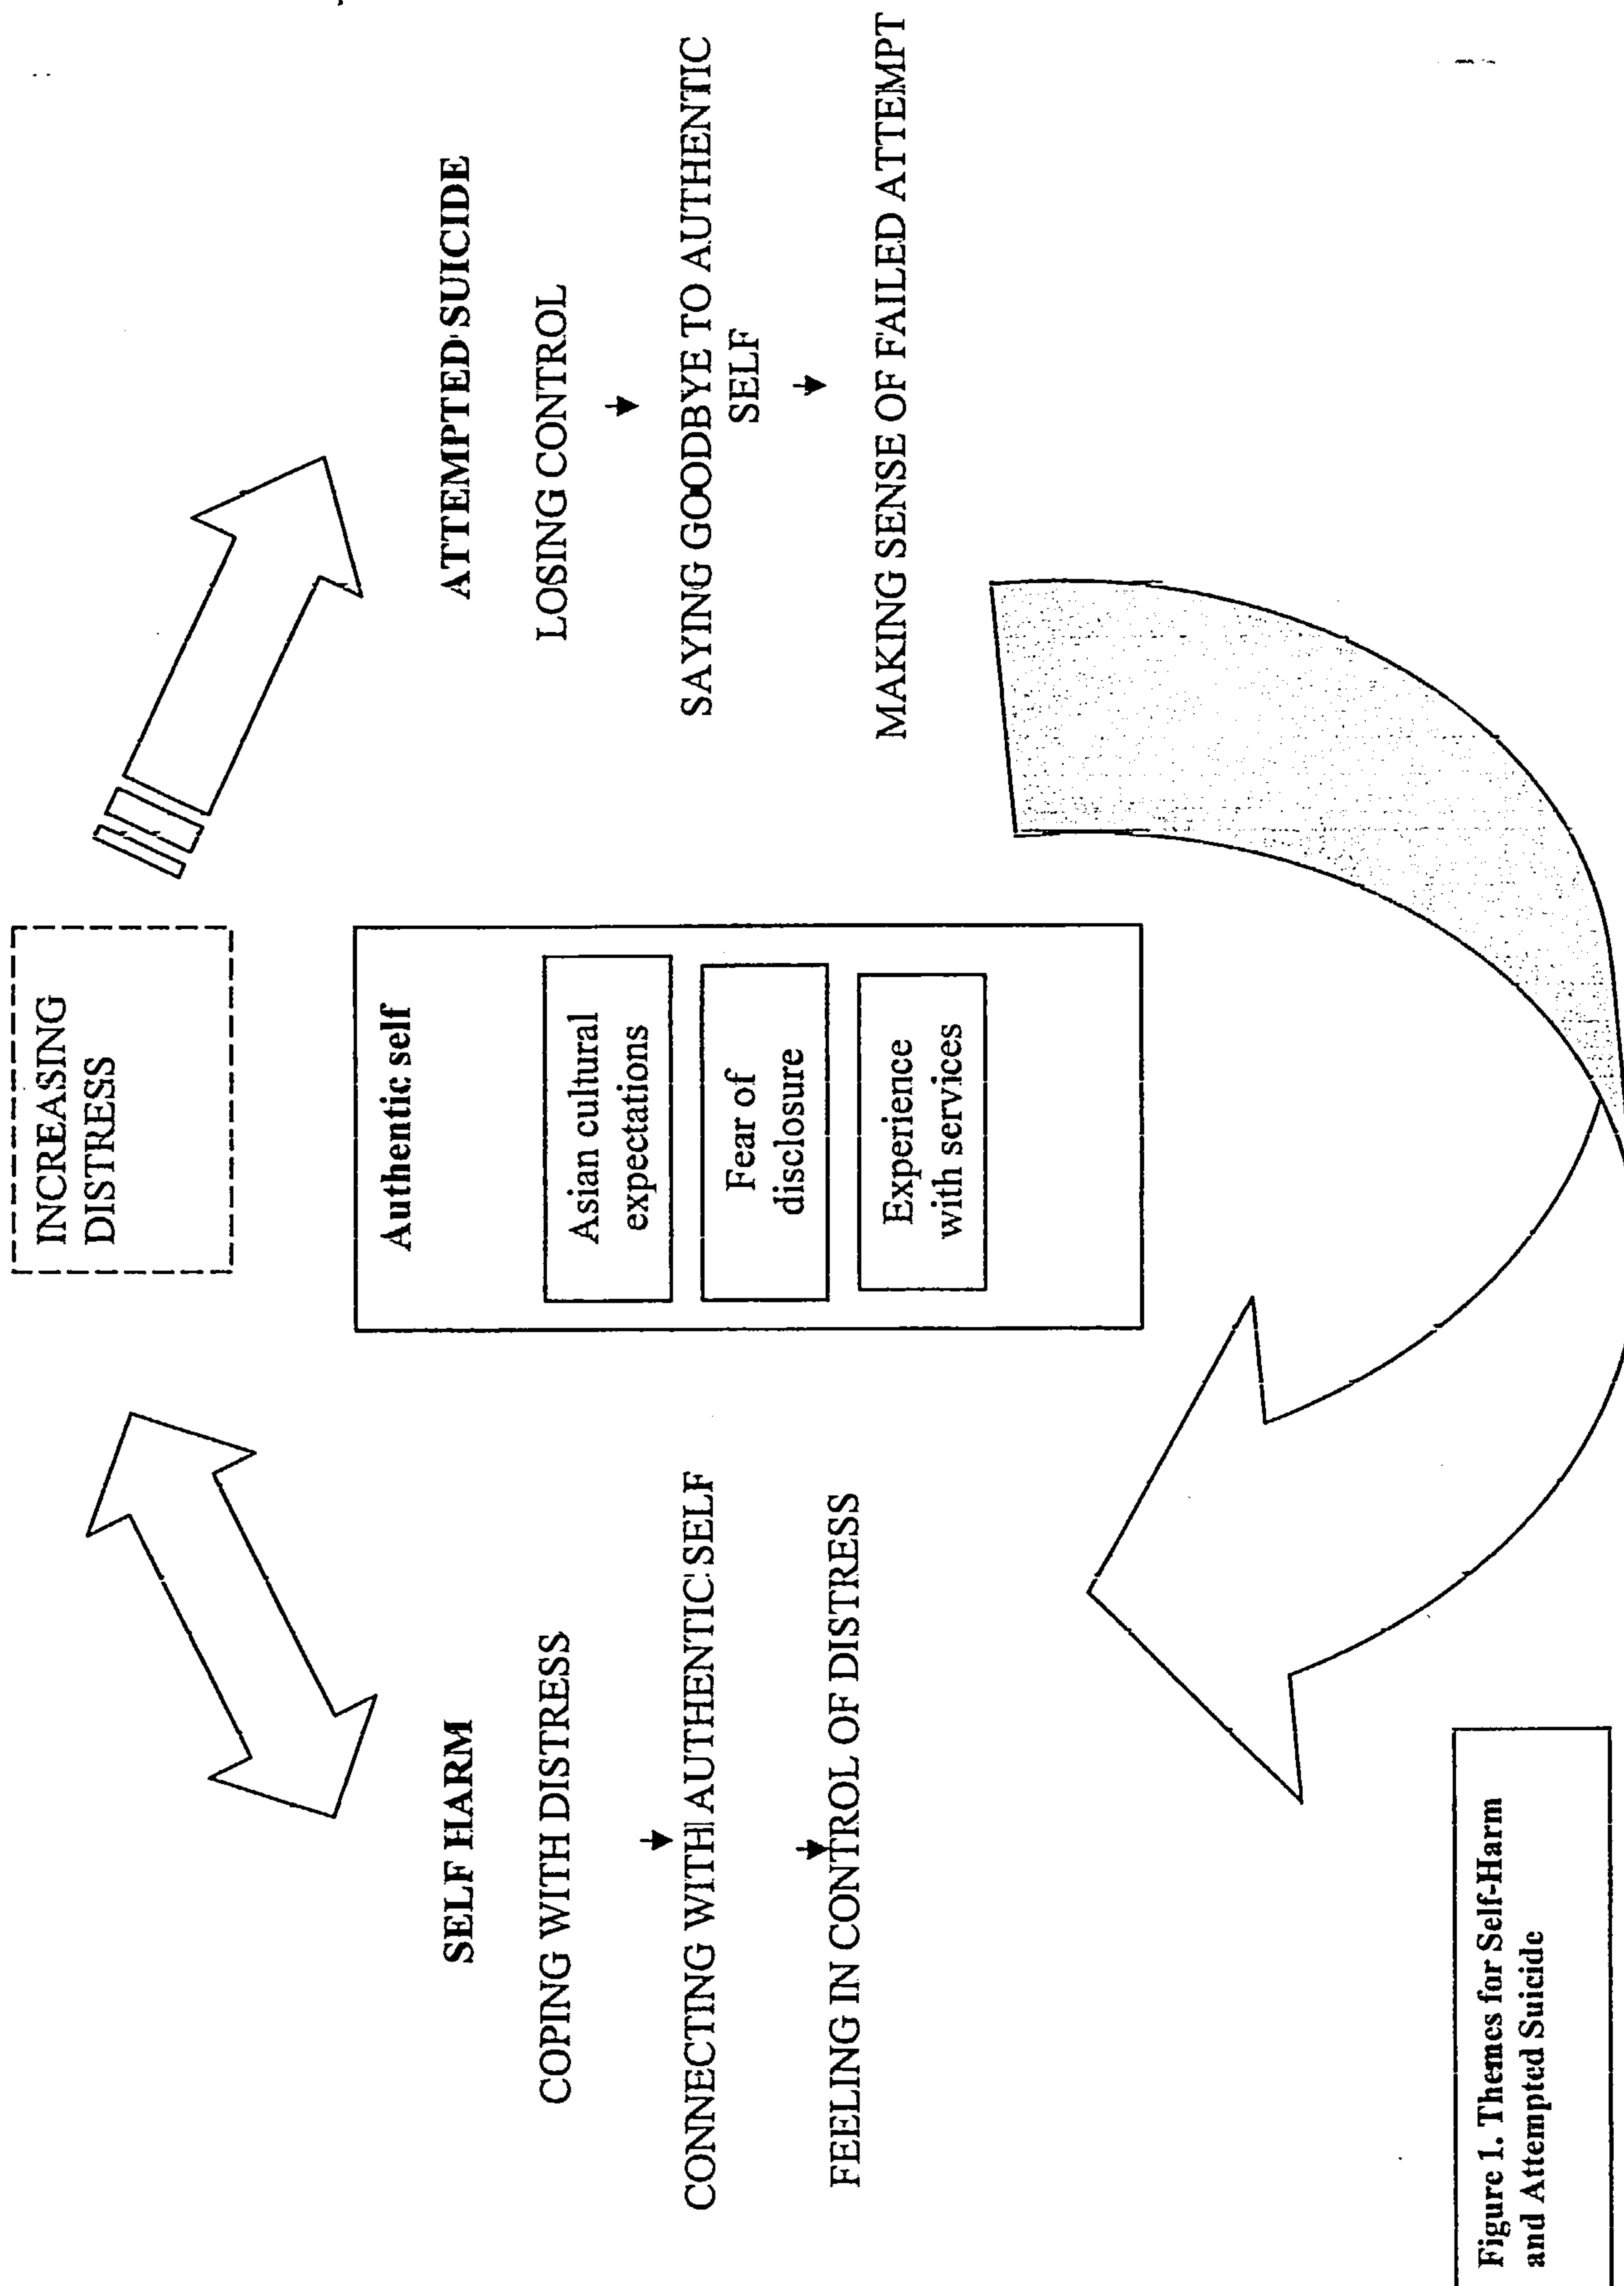 INCREASING
DISTRESS
SELF HARM
COPING WITH DISTRESS
CONNECTING WITH AUTHENTIC SELF
FEELING IN CONTROL OF DISTRESS
Authentic self
Asian cultural
expectations
Fear of
disclosure
Experience
with services
ATTEMPTED SUICIDE
LOSING CONTROL
SAYING GOODBYE TO AUTHENTIC
SELF
MAKING SENSE OF FAILED ATTEMPT
Figure 1. Themes for Self-Harm
and Attempted Suicide